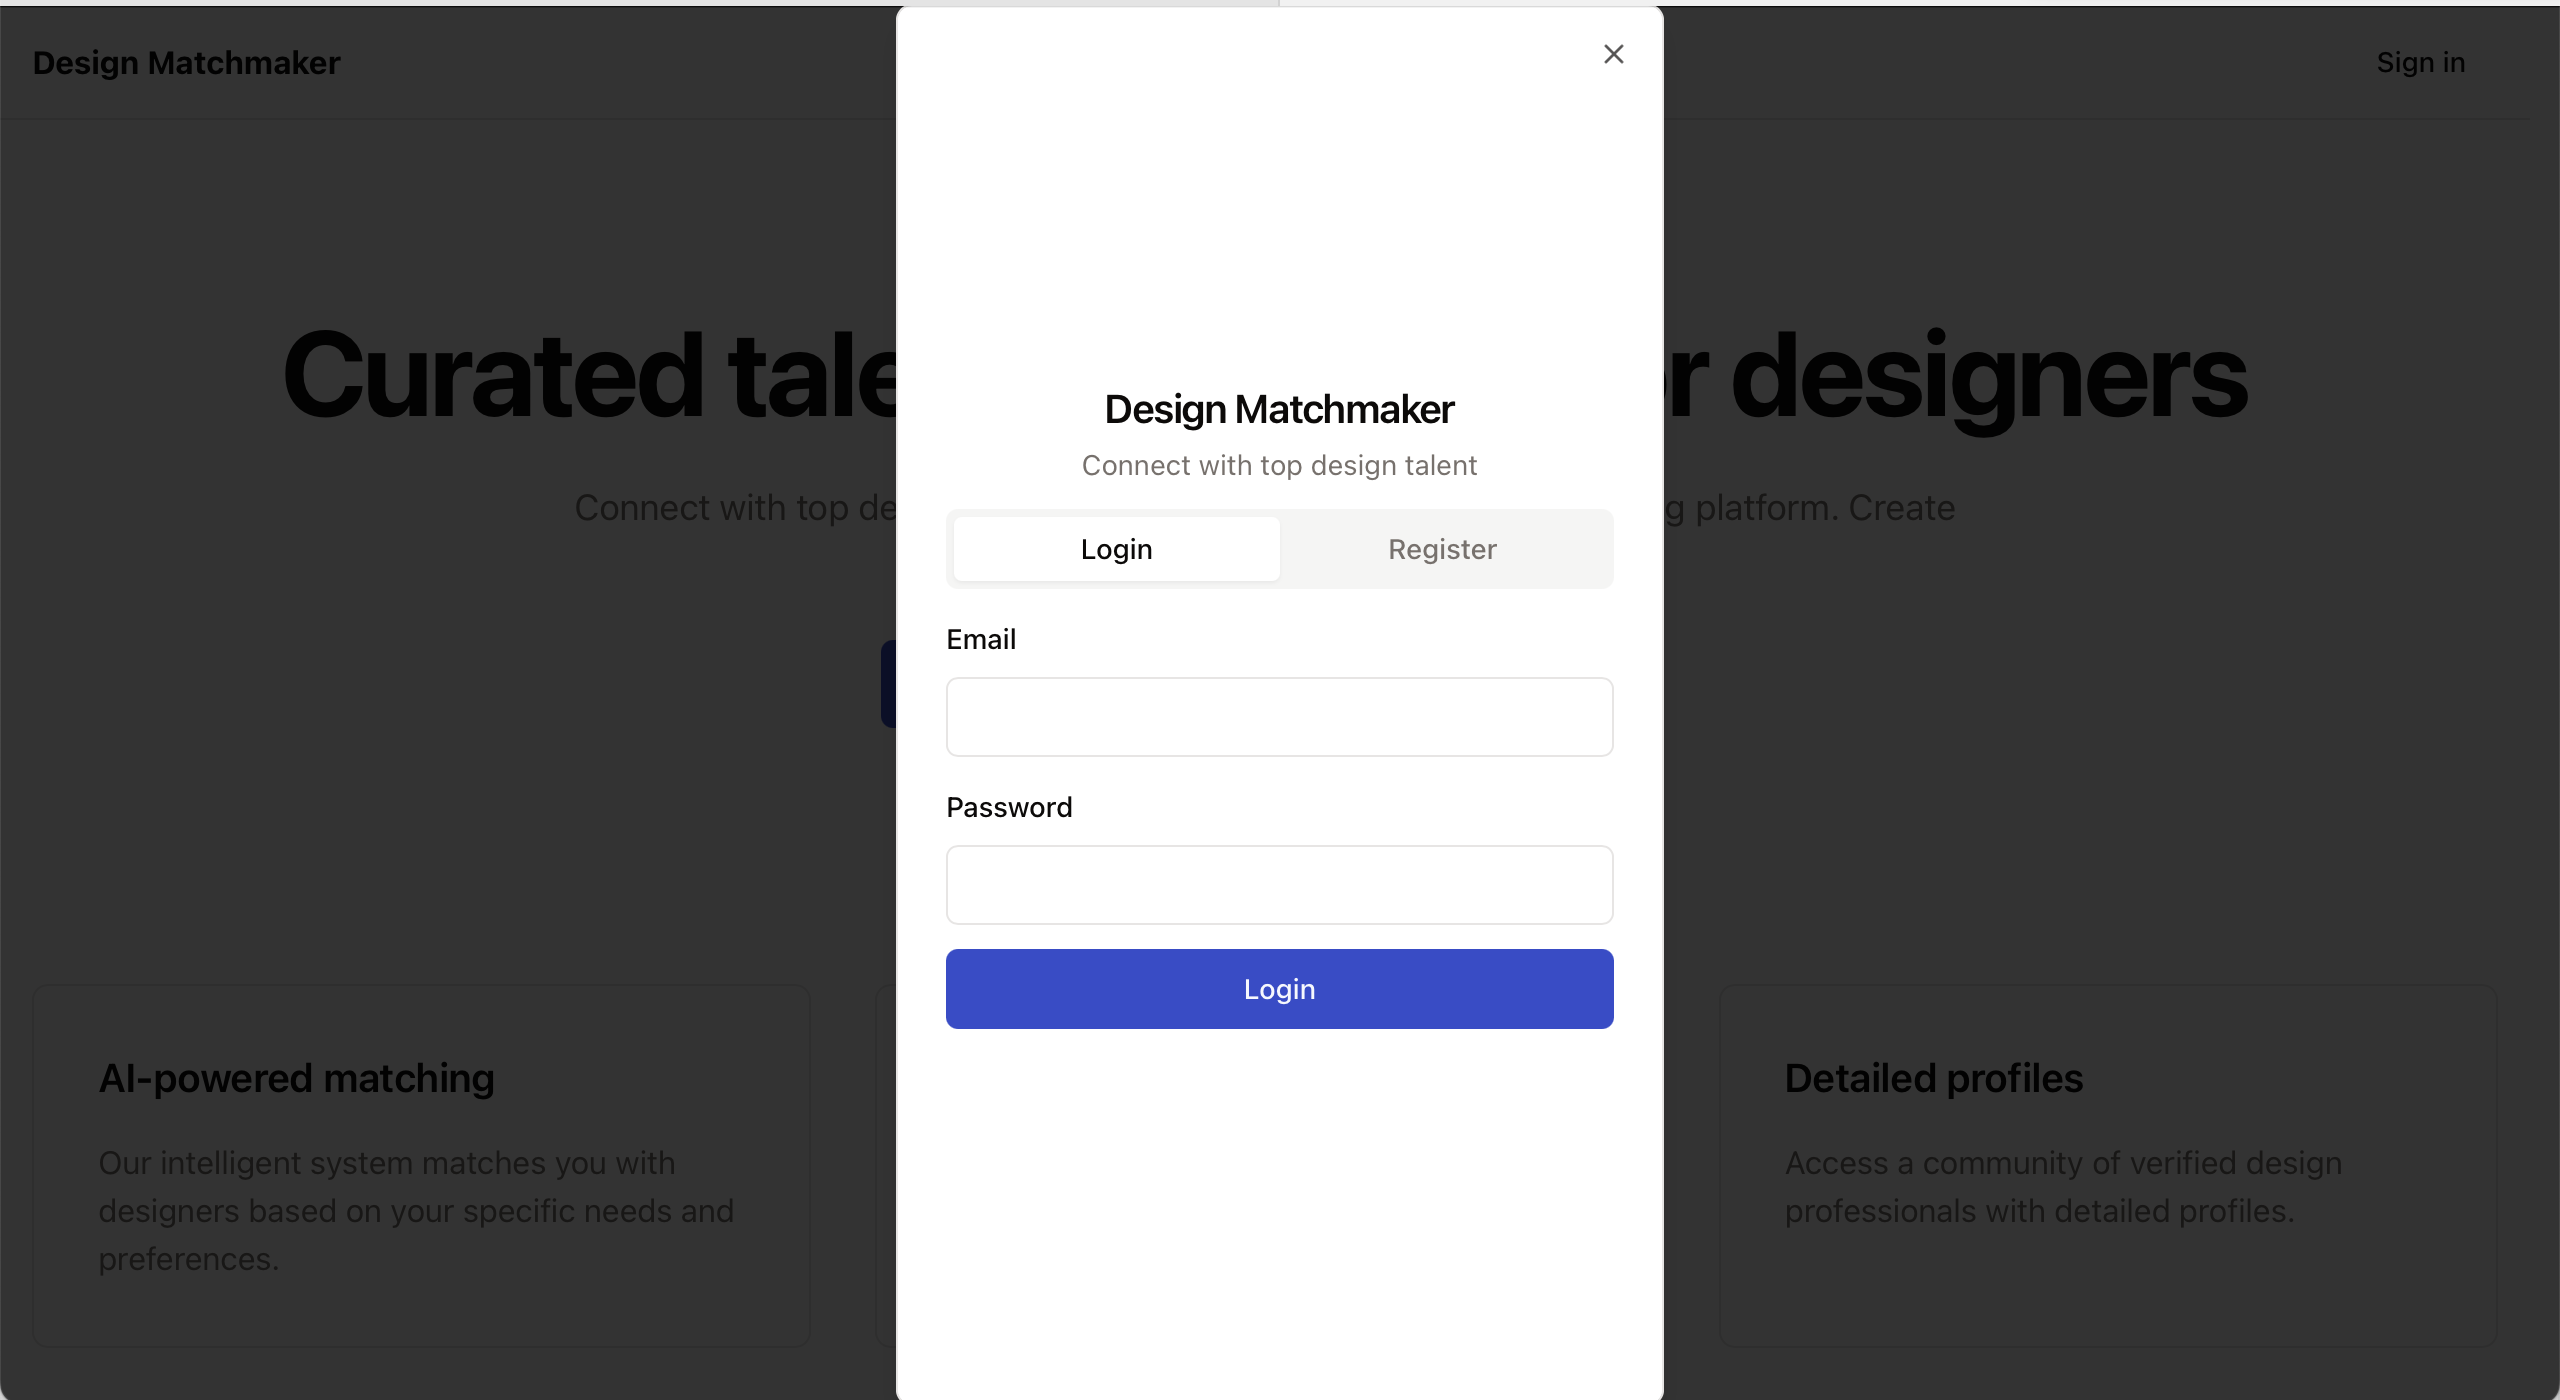 Design Matchmaker
Sign in
Curated tale
r designers
Connect with top de
g platform. Create
Design Matchmaker
Connect with top design talent
Login
Register
Email
Password
Login
AI-powered matching
Our intelligent system matches you with
designers based on your specific needs and
preferences.
Detailed profiles
Access a community of verified design
professionals with detailed profiles.